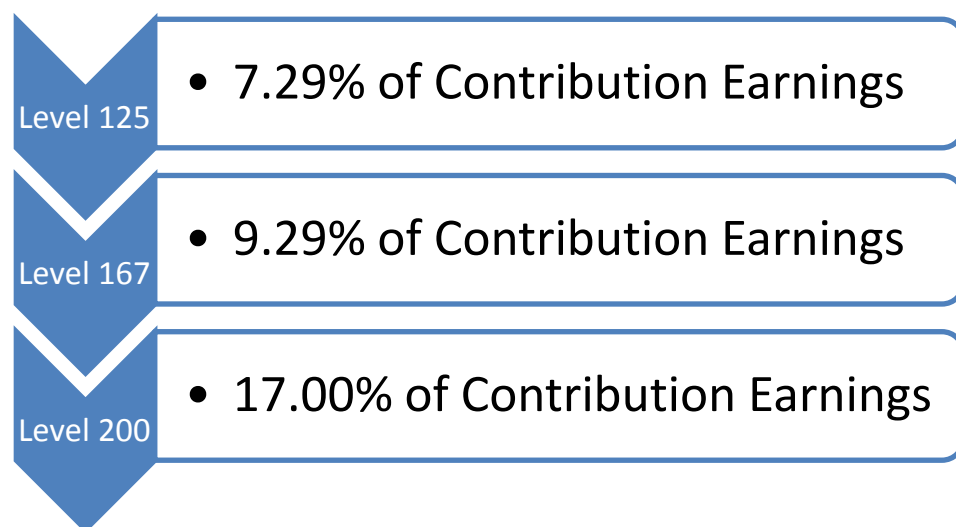 Level 125
• 7.29% of Contribution Earnings
Level 167
• 9.29% of Contribution Earnings
Level 200
• 17.00% of Contribution Earnings